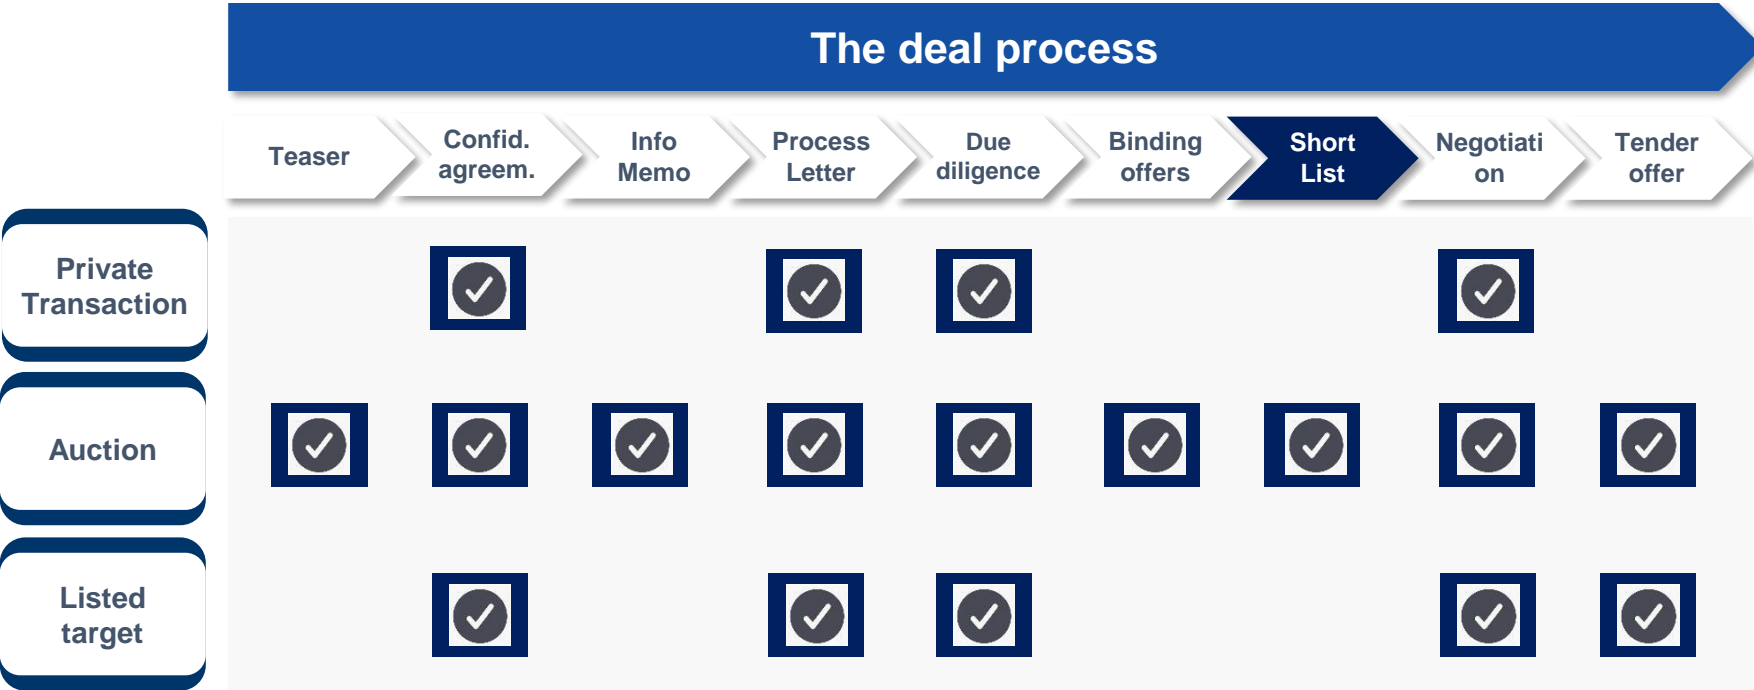 The deal process
Teaser
Confid.
agreem.
Info
Memo
Process
Letter
Due
diligence
Binding
offers
Short
List
Negotiati
on
Tender
offer
Private
Transaction
Auction
Listed
target